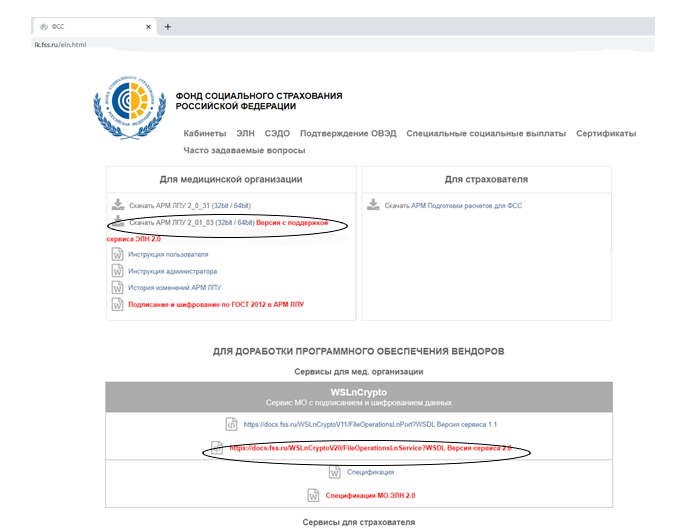 ФСС
lk.fss.ru/eln.html
ФОНД СОЦИАЛЬНОГО СТРАХОВАНИЯ
РОССИЙСКОЙ ФЕДЕРАЦИИ
Кабинеты ЭЛН СЭДО Подтверждение ОВЭД Специальные социальные выплаты Сертификаты
Часто задаваемые вопросы
Для медицинской организации
Скачать АРМ ЛПУ 2_0_31 (32bit / 64bit)
Скачать АРМ ЛПУ 2_01_03 (32bit / 64bit) Версия с поддержкой
сервиса ЭЛН 2.0
Инструкция пользователя
Инструкция администратора
История изменений АРМ ЛПУ
Подписание и шифрование по ГОСТ 2012 в АРМ ЛПУ
Для страхователя
Скачать АРМ Подготовки расчетов для ФСС
ДЛЯ ДОРАБОТКИ ПРОГРАММНОГО ОБЕСПЕЧЕНИЯ ВЕНДОРОВ
Сервисы для мед. организации
WSLnCrypto
Сервис МО с подписанием и шифрованием данных
https://docs.fss.ru/WSLnCryptoV11/FileOperationsLnPort?WSDL Версия сервиса 1.1
https://docs.fss.ru/WSLnCryptoV20/FileOperationsLnService?WSDL Версия сервиса 2.0
Спецификация
Спецификация МО ЭЛН 2.0
Сервисы для страхователя